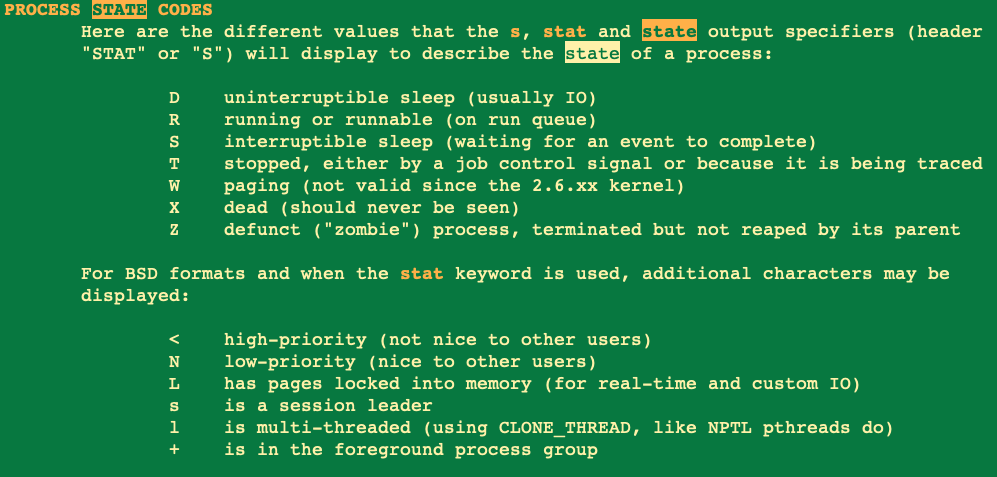 PROCESS STATE CODES
Here are the different values that the s, stat and state output specifiers (header
"STAT" or "S") will display to describe the state of a process:
D uninterruptible sleep (usually IO)
R running or runnable (on run queue)
S interruptible sleep (waiting for an event to complete)
T stopped, either by a job control signal or because it is being traced
W paging (not valid since the 2.6.xx kernel)
X dead (should never be seen)
Z defunct ("zombie") process, terminated but not reaped by its parent
For BSD formats and when the stat keyword is used, additional characters may be
displayed:
< high-priority (not nice to other users)
N low-priority (nice to other users)
L has pages locked into memory (for real-time and custom IO)
s is a session leader
l is multi-threaded (using CLONE_THREAD, like NPTL pthreads do)
+ is in the foreground process group